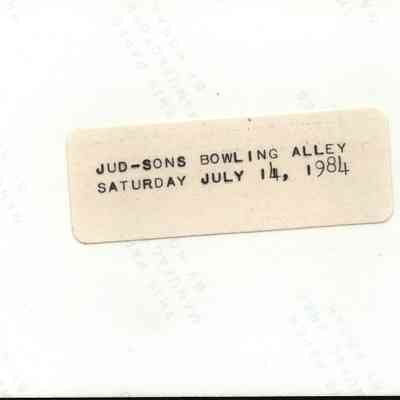 JUD-SONS BOWLING ALLEY
SATURDAY JULY 14, 1984